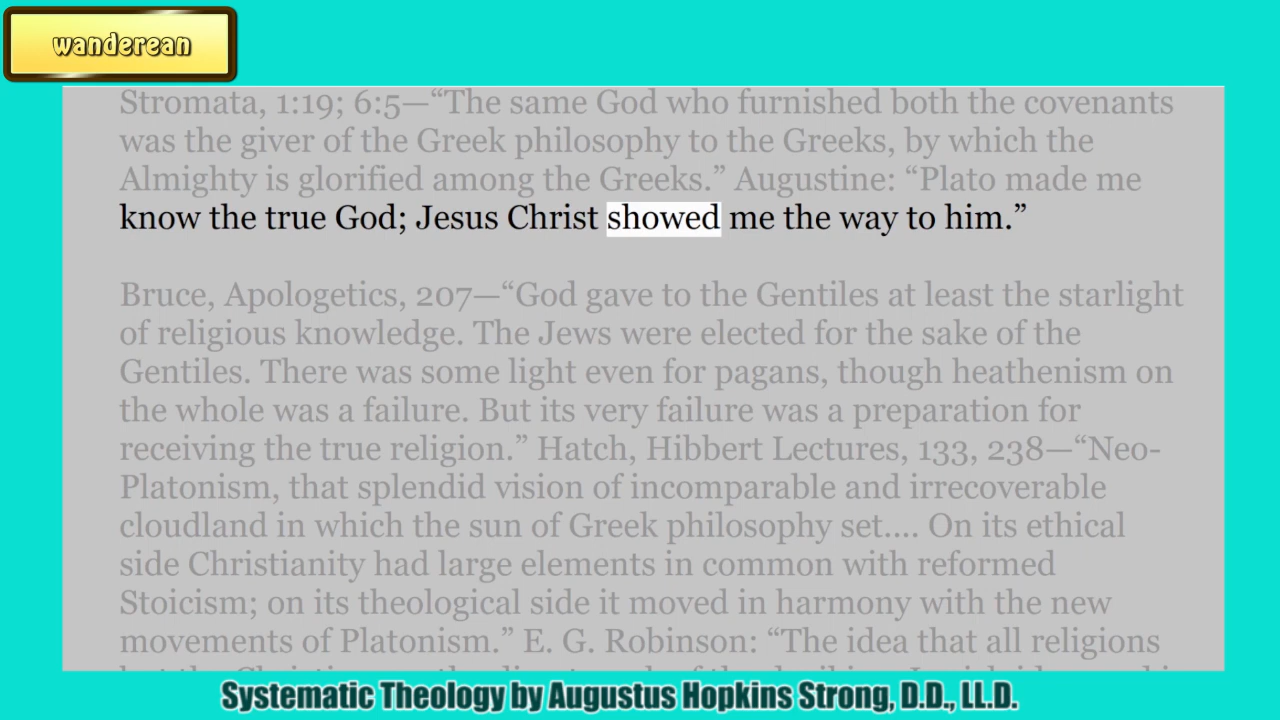 wanderean
Stromata, 1:19; 6:5—“The same God who furnished both the covenants
was the giver of the Greek philosophy to the Greeks, by which the
Almighty is glorified among the Greeks.” Augustine: “Plato made me
know the true God; Jesus Christ showed me the way to him.”
Bruce, Apologetics, 207—“God gave to the Gentiles at least the starlight
of religious knowledge. The Jews were elected for the sake of the
Gentiles. There was some light even for pagans, though heathenism on
the whole was a failure. But its very failure was a preparation for
receiving the true religion.” Hatch, Hibbert Lectures, 133, 238—“Neo-
Platonism, that splendid vision of incomparable and irrecoverable
cloudland in which the sun of Greek philosophy set.... On its ethical
side Christianity had large elements in common with reformed
Stoicism; on its theological side it moved in harmony with the new
movements of Platonism.” E. G. Robinson: “The idea that all religions
Systematic Theology by Augustus Hopkins Strong, D.D., LL.D.